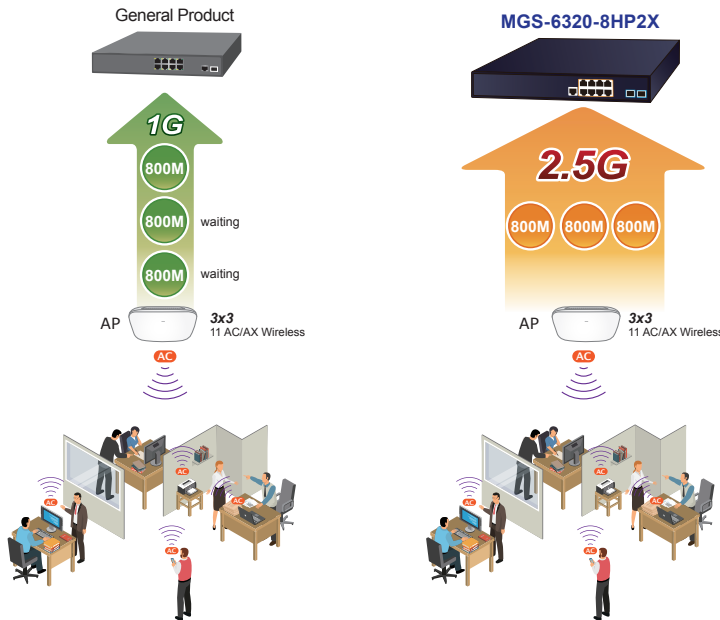 General Product
1G
800M
800M waiting
800M waiting
AP
3x3
11 AC/AX Wireless
AC
AC
AC
AC
AC
MGS-6320-8HP2X
2.5G
800M 800M 800M
AP
3x3
11 AC/AX Wireless
AC
AC
AC
AC
AC